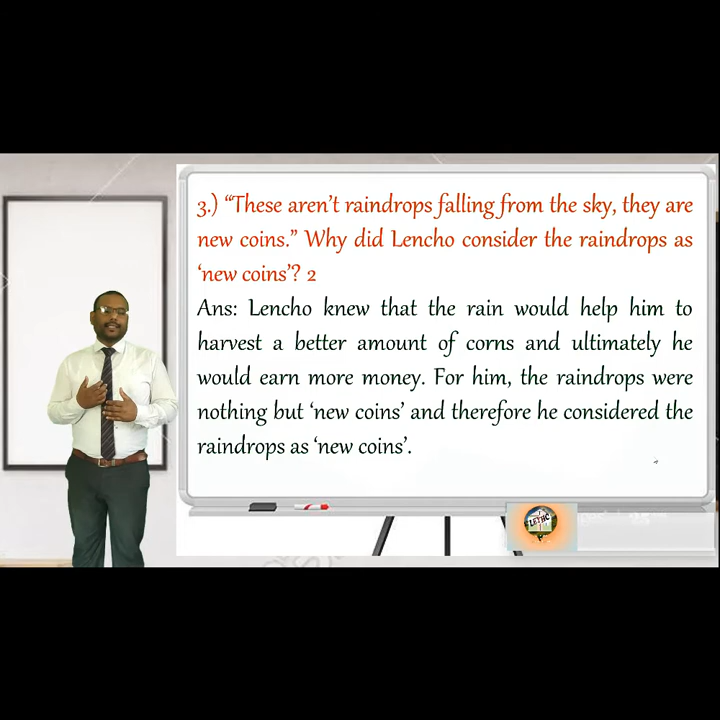 3.) “These aren’t raindrops falling from the sky, they are
new coins.” Why did Lencho consider the raindrops as
‘new coins’? 2
Ans: Lencho knew that the rain would help him to
harvest a better amount of corns and ultimately he
would earn more money. For him, the raindrops were
nothing but ‘new coins’ and therefore he considered the
raindrops as ‘new coins’.
LETHC